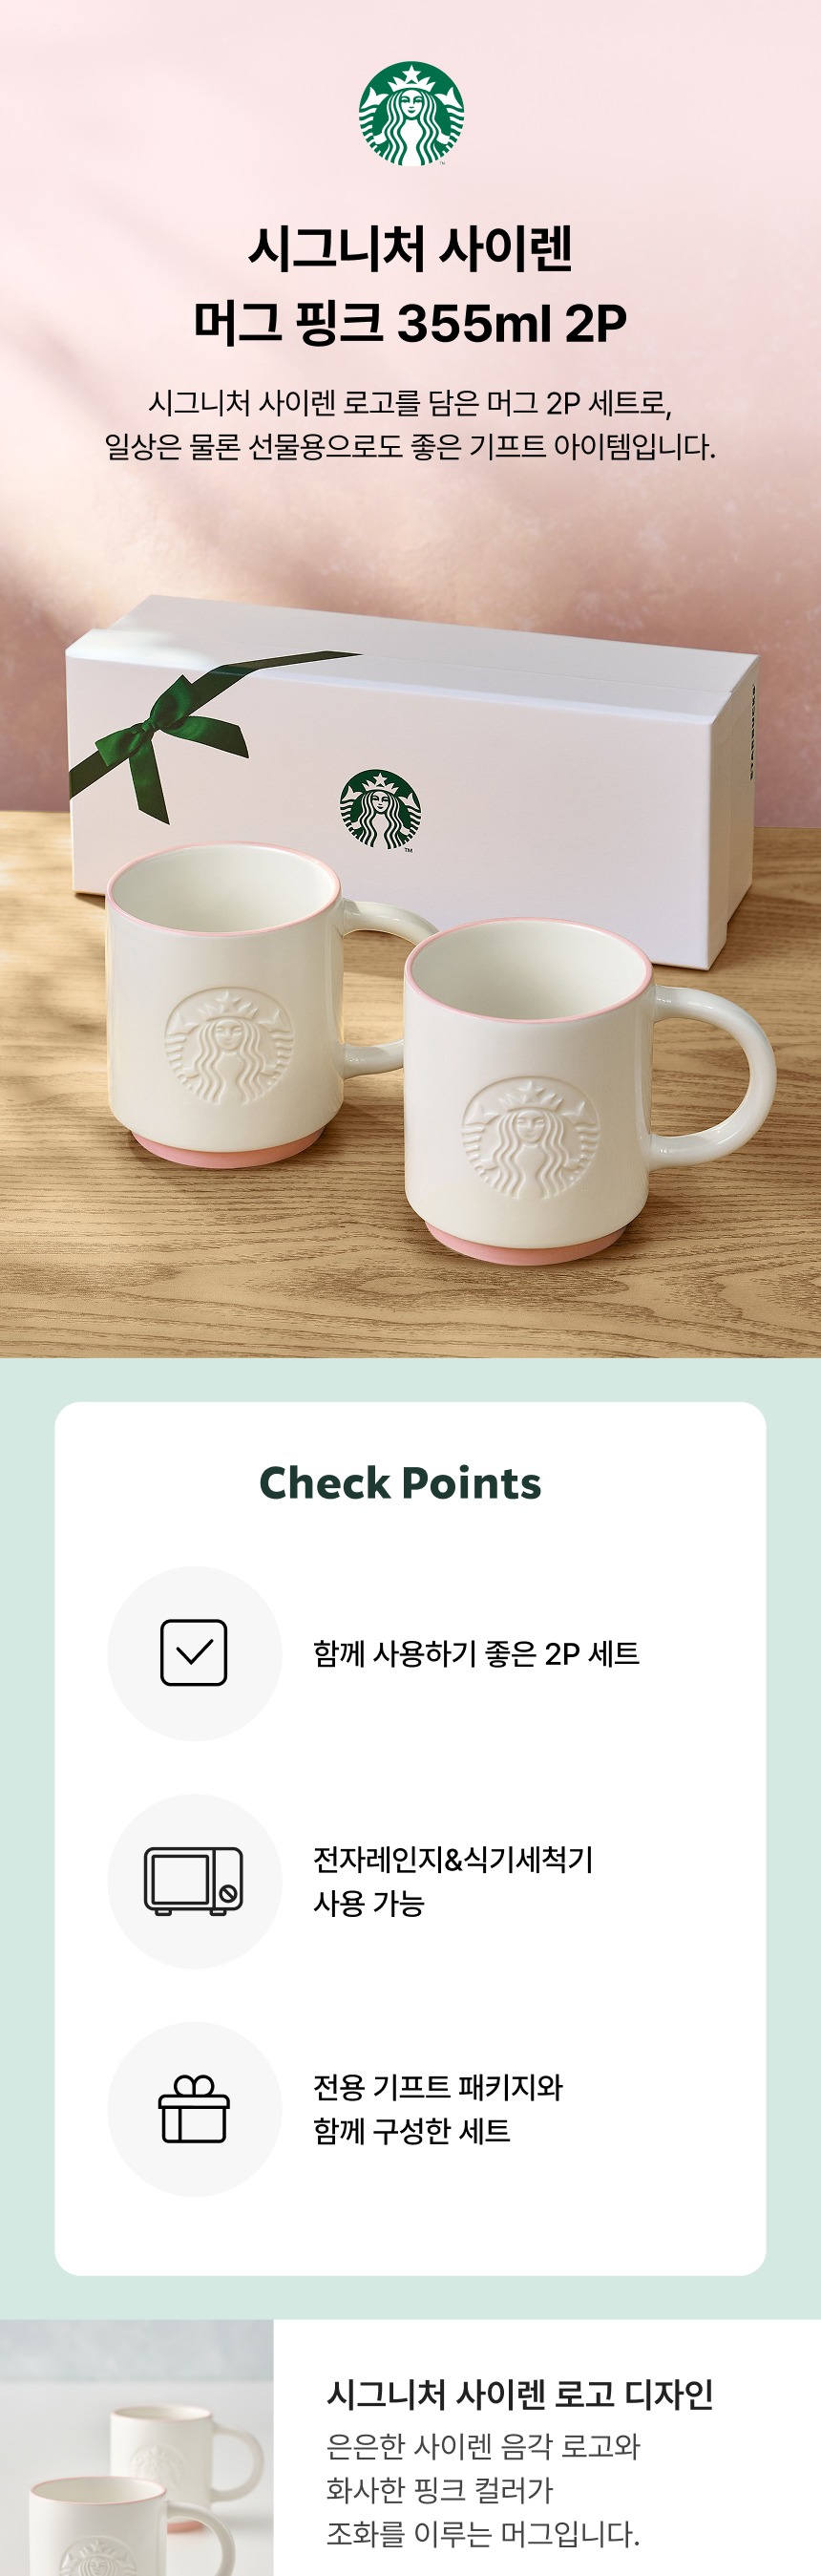 시그니처 사이렌
머그 핑크 355ml 2P
시그니처 사이렌 로고를 담은 머그 2P 세트로,
일상은 물론 선물용으로도 좋은 기프트 아이템입니다.
STARBUCKS
TM
Check Points
함께 사용하기 좋은 2P 세트
전자레인지&식기세척기
사용 가능
전용 기프트 패키지와
함께 구성한 세트
시그니처 사이렌 로고 디자인
은은한 사이렌 음각 로고와
화사한 핑크 컬러가
조화를 이루는 머그입니다.